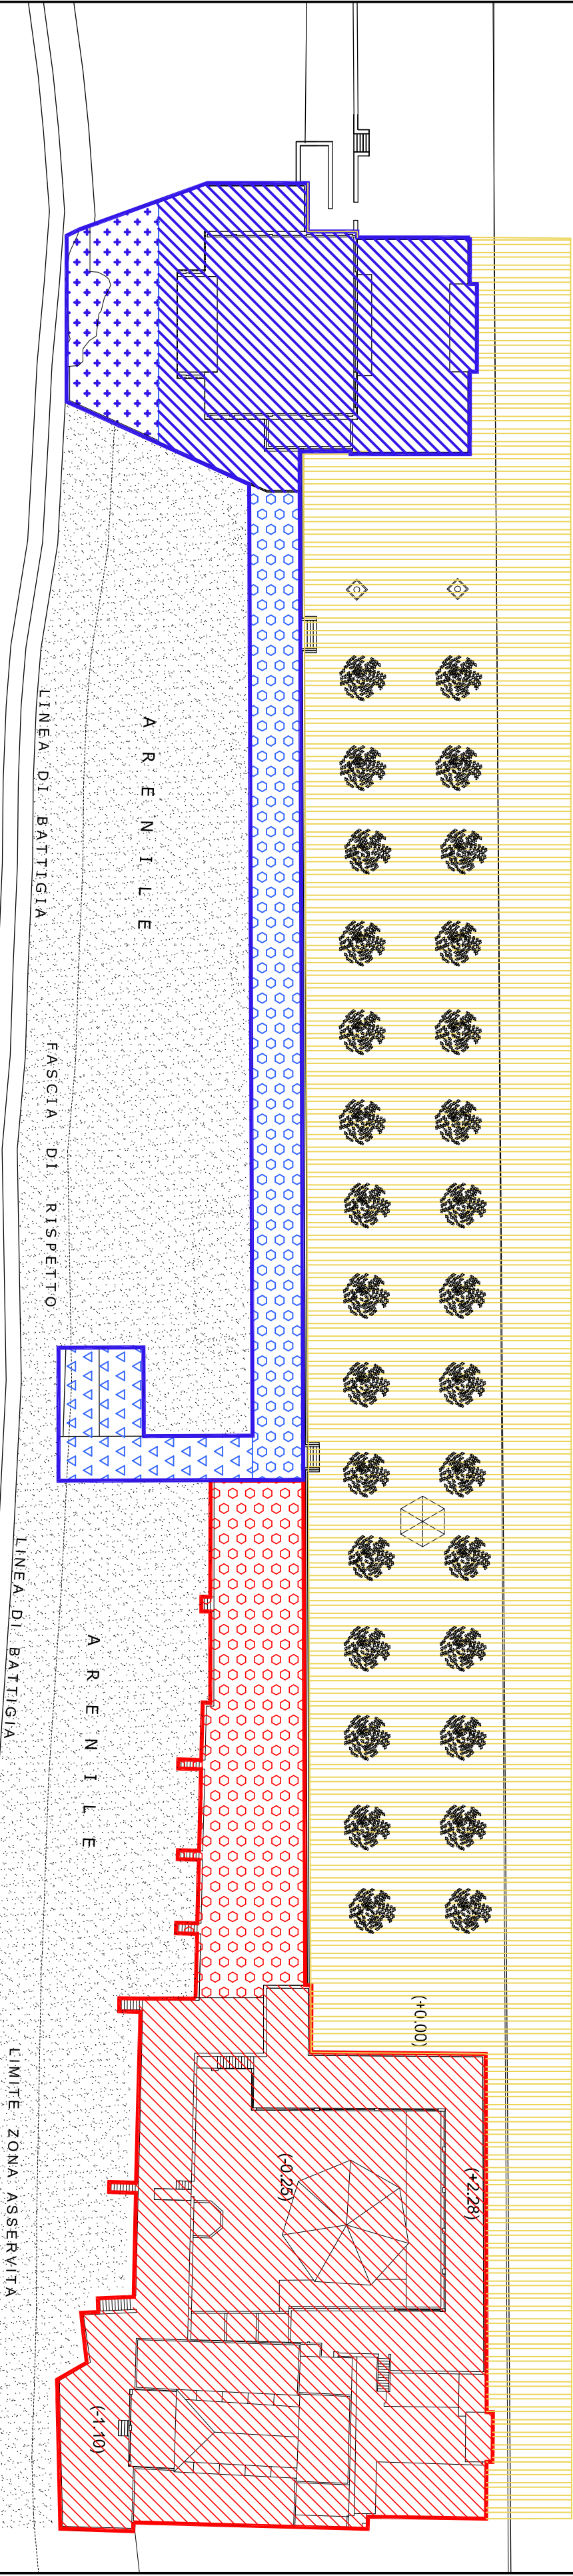 LINEA DI BATTIGIA
ARENILE
FASCIA DI RISPETTO
LINEA DI BATTIGIA
ARENILE
(+0.00)
LIMITE ZONA ASSERVITA
(-0.25)
(+2.28)
(-1.10)